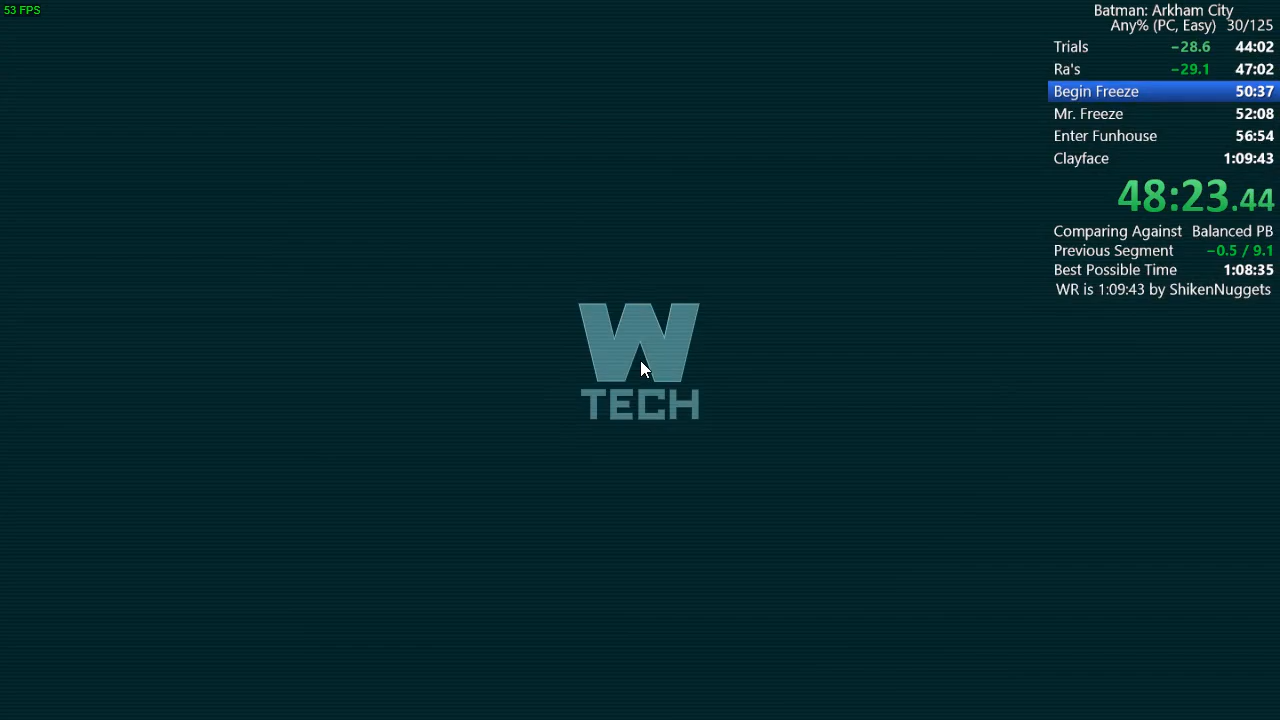 53 FPS
Batman: Arkham City
Any% (PC, Easy) 30/125
Trials −28.6 44:02
Ra's −29.1 47:02
Begin Freeze 50:37
Mr. Freeze 52:08
Enter Funhouse 56:54
Clayface 1:09:43
48:23.44
Comparing Against Balanced PB
Previous Segment −0.5 / 9.1
Best Possible Time 1:08:35
WR is 1:09:43 by ShikenNuggets
W
TECH